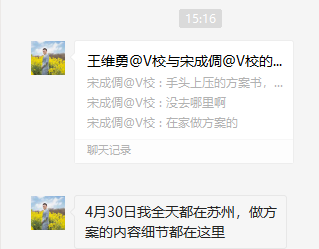 15:16
王维勇@V校与宋成倜@V校的...
宋成倜@V校 : 手头上压的方案书，...
宋成倜@V校 : 没去哪里啊
宋成倜@V校 : 在家做方案的
聊天记录
4月30日我全天都在苏州，做方
案的内容细节都在这里